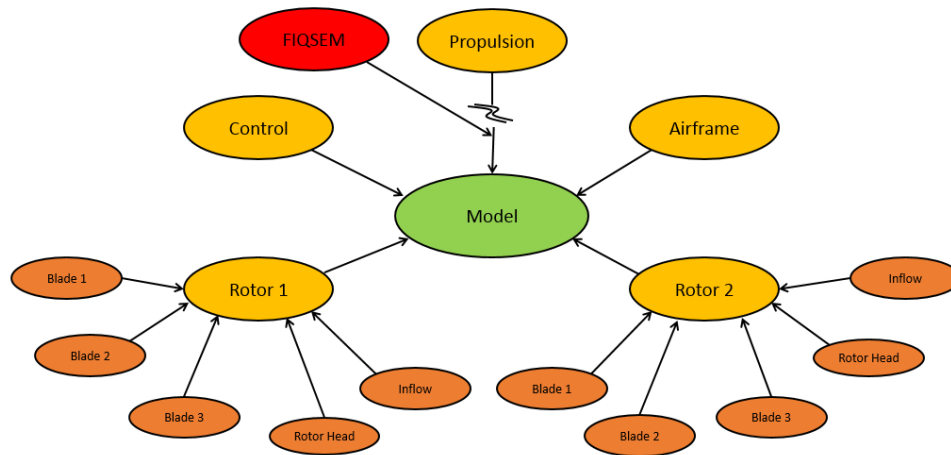 FIQSEM
Propulsion
Control
Airframe
Model
Blade 1
Rotor 1
Rotor 2
Inflow
Blade 2
Rotor Head
Inflow
Blade 1
Blade 3
Blade 3
Rotor Head
Blade 2